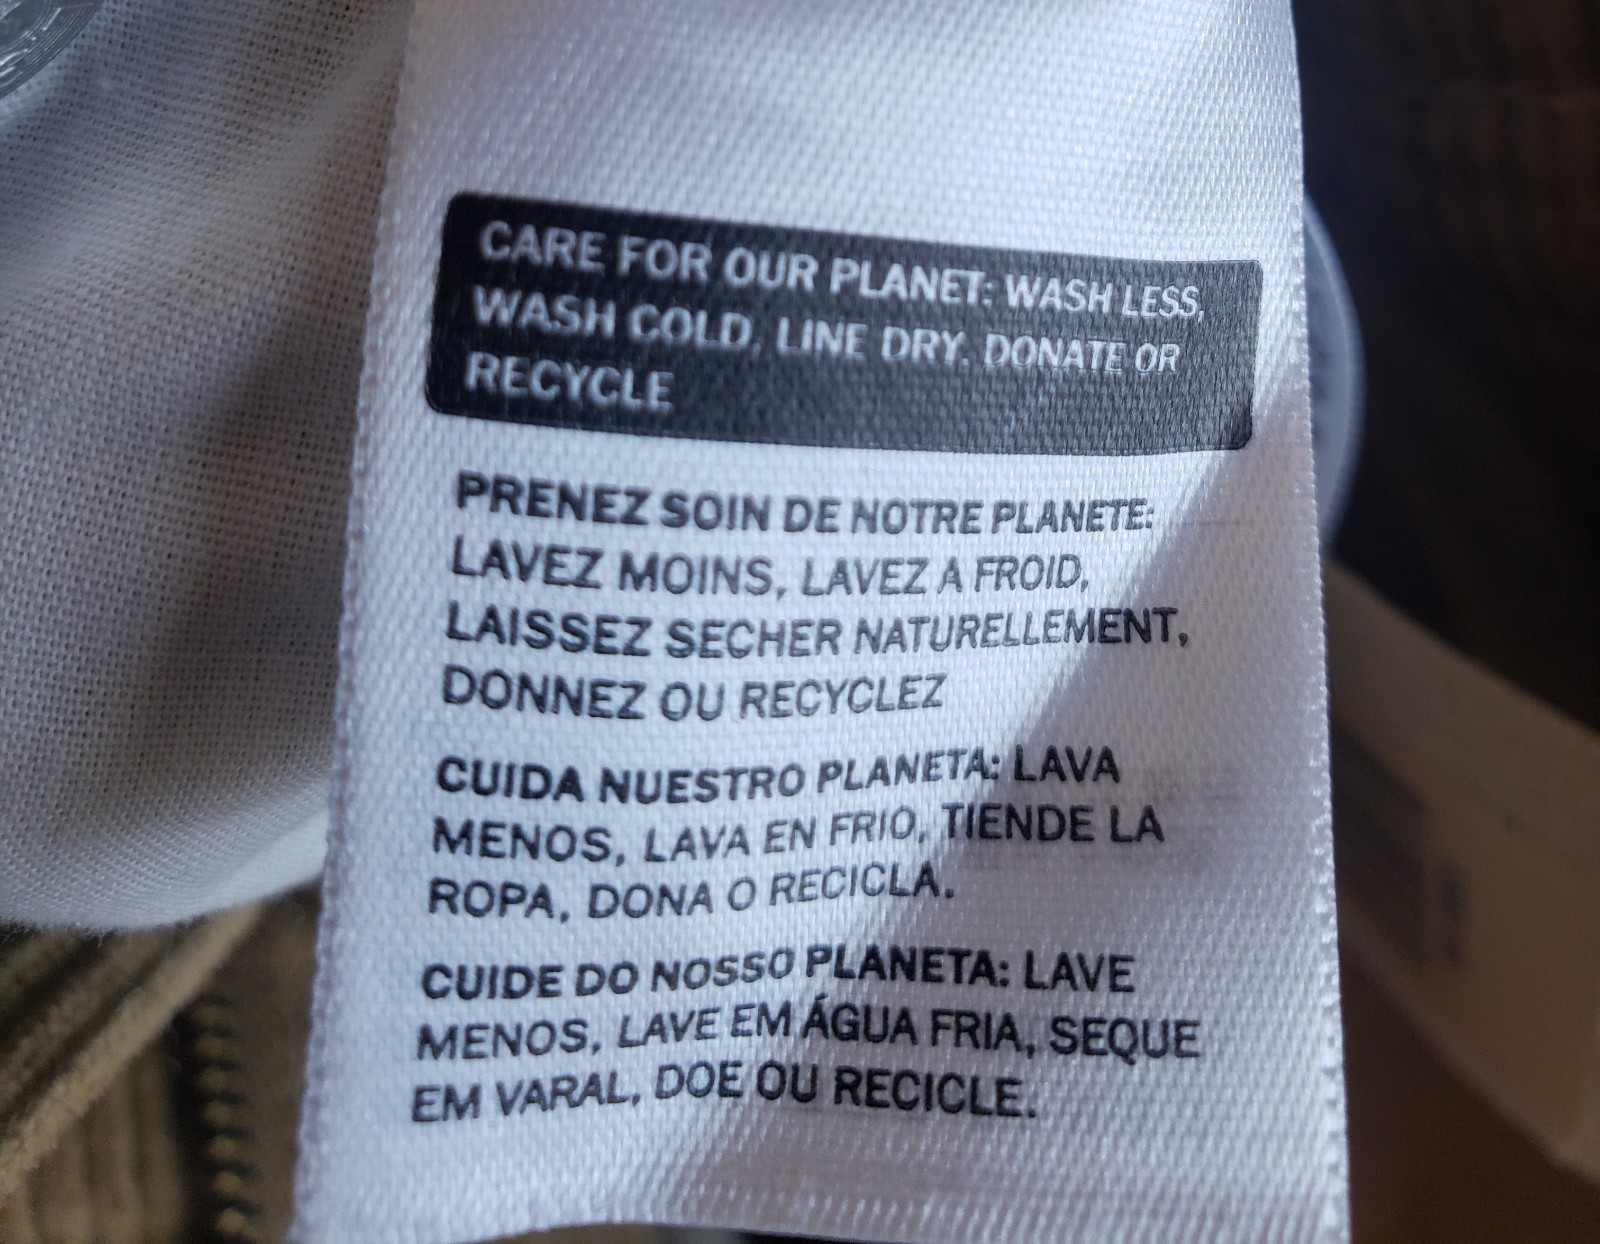 CARE FOR OUR PLANET: WASH LESS,
WASH COLD, LINE DRY, DONATE OR
RECYCLE
PRENEZ SOIN DE NOTRE PLANETE:
LAVEZ MOINS, LAVEZ A FROID,
LAISSEZ SECHER NATURELLEMENT,
DONNEZ OU RECYCLEZ
CUIDA NUESTRO PLANETA: LAVA
MENOS, LAVA EN FRIO, TIENDE LA
ROPA, DONA O RECICLA.
CUIDE DO NOSSO PLANETA: LAVE
MENOS, LAVE EM ÁGUA FRIA, SEQUE
EM VARAL, DOE OU RECICLE.